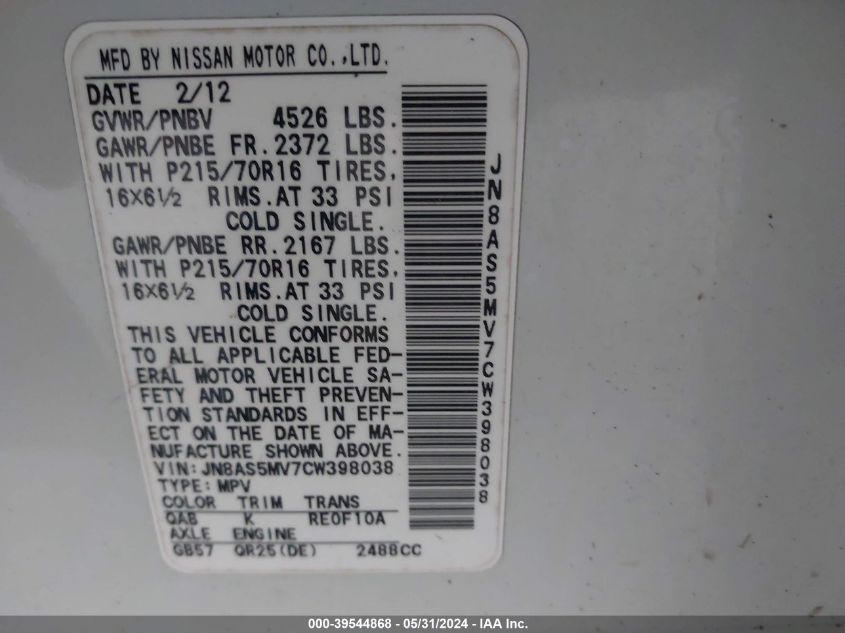 MFD BY NISSAN MOTOR CO.,LTD.
DATE 2/12
GVWR/PNBV 4526 LBS.
GAWR/PNBE FR.2372 LBS.
WITH P215/70R16 TIRES,
16X6½ RIMS.AT 33 PSI
COLD SINGLE.
GAWR/PNBE RR.2167 LBS.
WITH P215/70R16 TIRES,
16X6½ RIMS.AT 33 PSI
COLD SINGLE.
THIS VEHICLE CONFORMS
TO ALL APPLICABLE FED-
ERAL MOTOR VEHICLE SA-
FETY AND THEFT PREVEN-
TION STANDARDS IN EFF-
ECT ON THE DATE OF MA-
NUFACTURE SHOWN ABOVE.
VIN:JN8AS5MV7CW398038
TYPE:MPV
COLOR TRIM TRANS
QAB K RE0F10A
AXLE ENGINE
GB57 QR25(DE) 2488CC
JN8AS5MV7CW398038
000-39544868 - 05/31/2024 - IAA Inc.